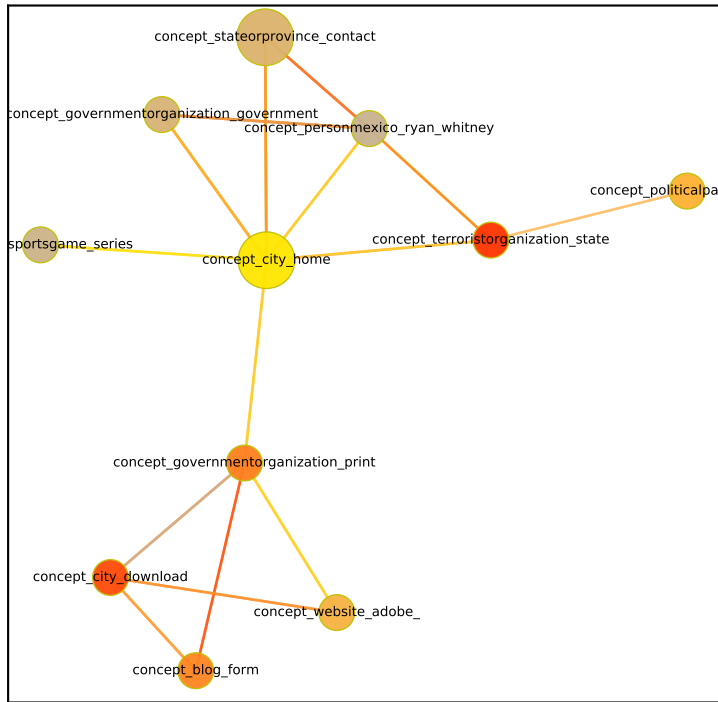 concept_stateorprovince_contact
concept_governmentorganization_government
concept_personmexico_ryan_whitney
concept_politicalpa
sportsgame_series
concept_terroristorganization_state
concept_city_home
concept_governmentorganization_print
concept_city_download
concept_website_adobe_
concept_blog_form